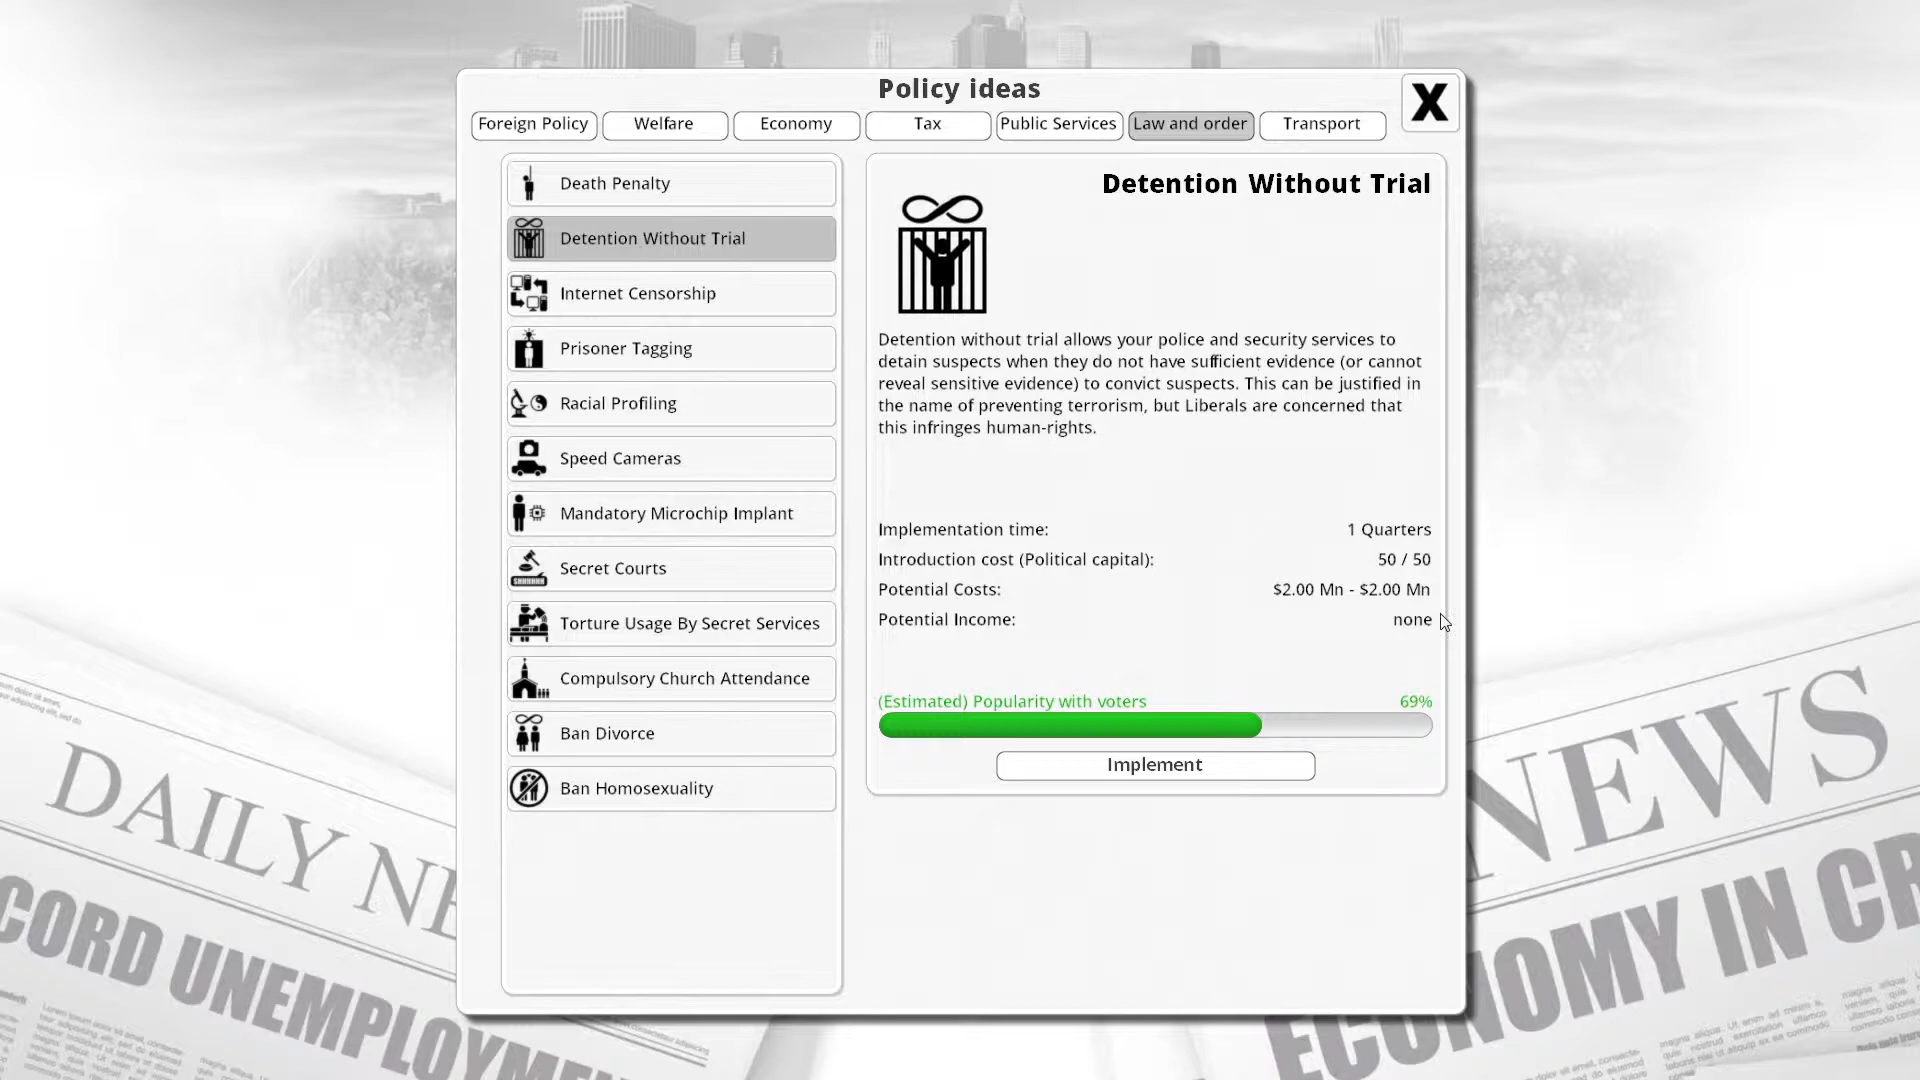 Policy ideas
X
Foreign Policy
Welfare
Economy
Tax
Public Services
Law and order
Transport
Death Penalty
Detention Without Trial
Internet Censorship
Prisoner Tagging
Racial Profiling
Speed Cameras
Mandatory Microchip Implant
Secret Courts
Torture Usage By Secret Services
Compulsory Church Attendance
Ban Divorce
Ban Homosexuality
Detention Without Trial
Detention without trial allows your police and security services to
detain suspects when they do not have sufficient evidence (or cannot
reveal sensitive evidence) to convict suspects. This can be justified in
the name of preventing terrorism, but Liberals are concerned that
this infringes human-rights.
Implementation time: 1 Quarters
Introduction cost (Political capital): 50 / 50
Potential Costs: $2.00 Mn - $2.00 Mn
Potential Income: none
(Estimated) Popularity with voters 69%
Implement
DAILY NE
CORD UNEMPLOYME
NEWS
ECONOMY IN CR